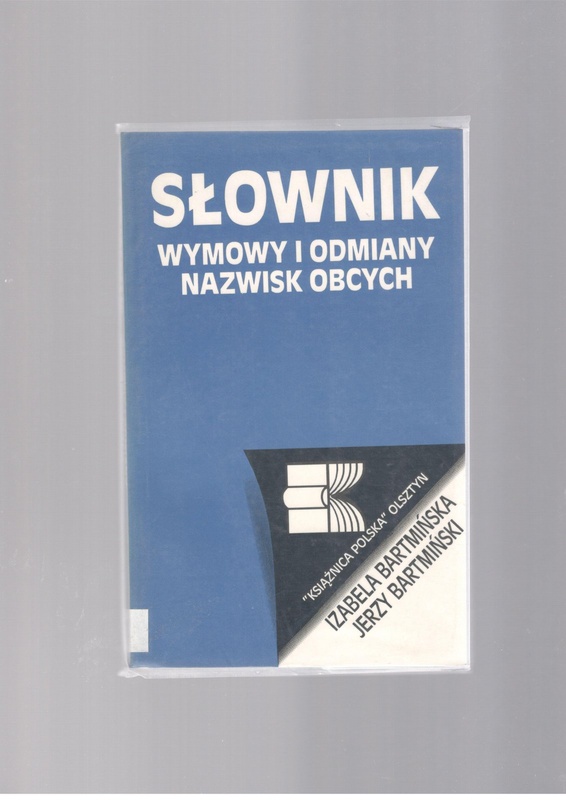 SŁOWNIK
WYMOWY I ODMIANY
NAZWISK OBCYCH
"KSIĄŻNICA POLSKA" OLSZTYN
IZABELA BARTMIŃSKA
JERZY BARTMIŃSKI